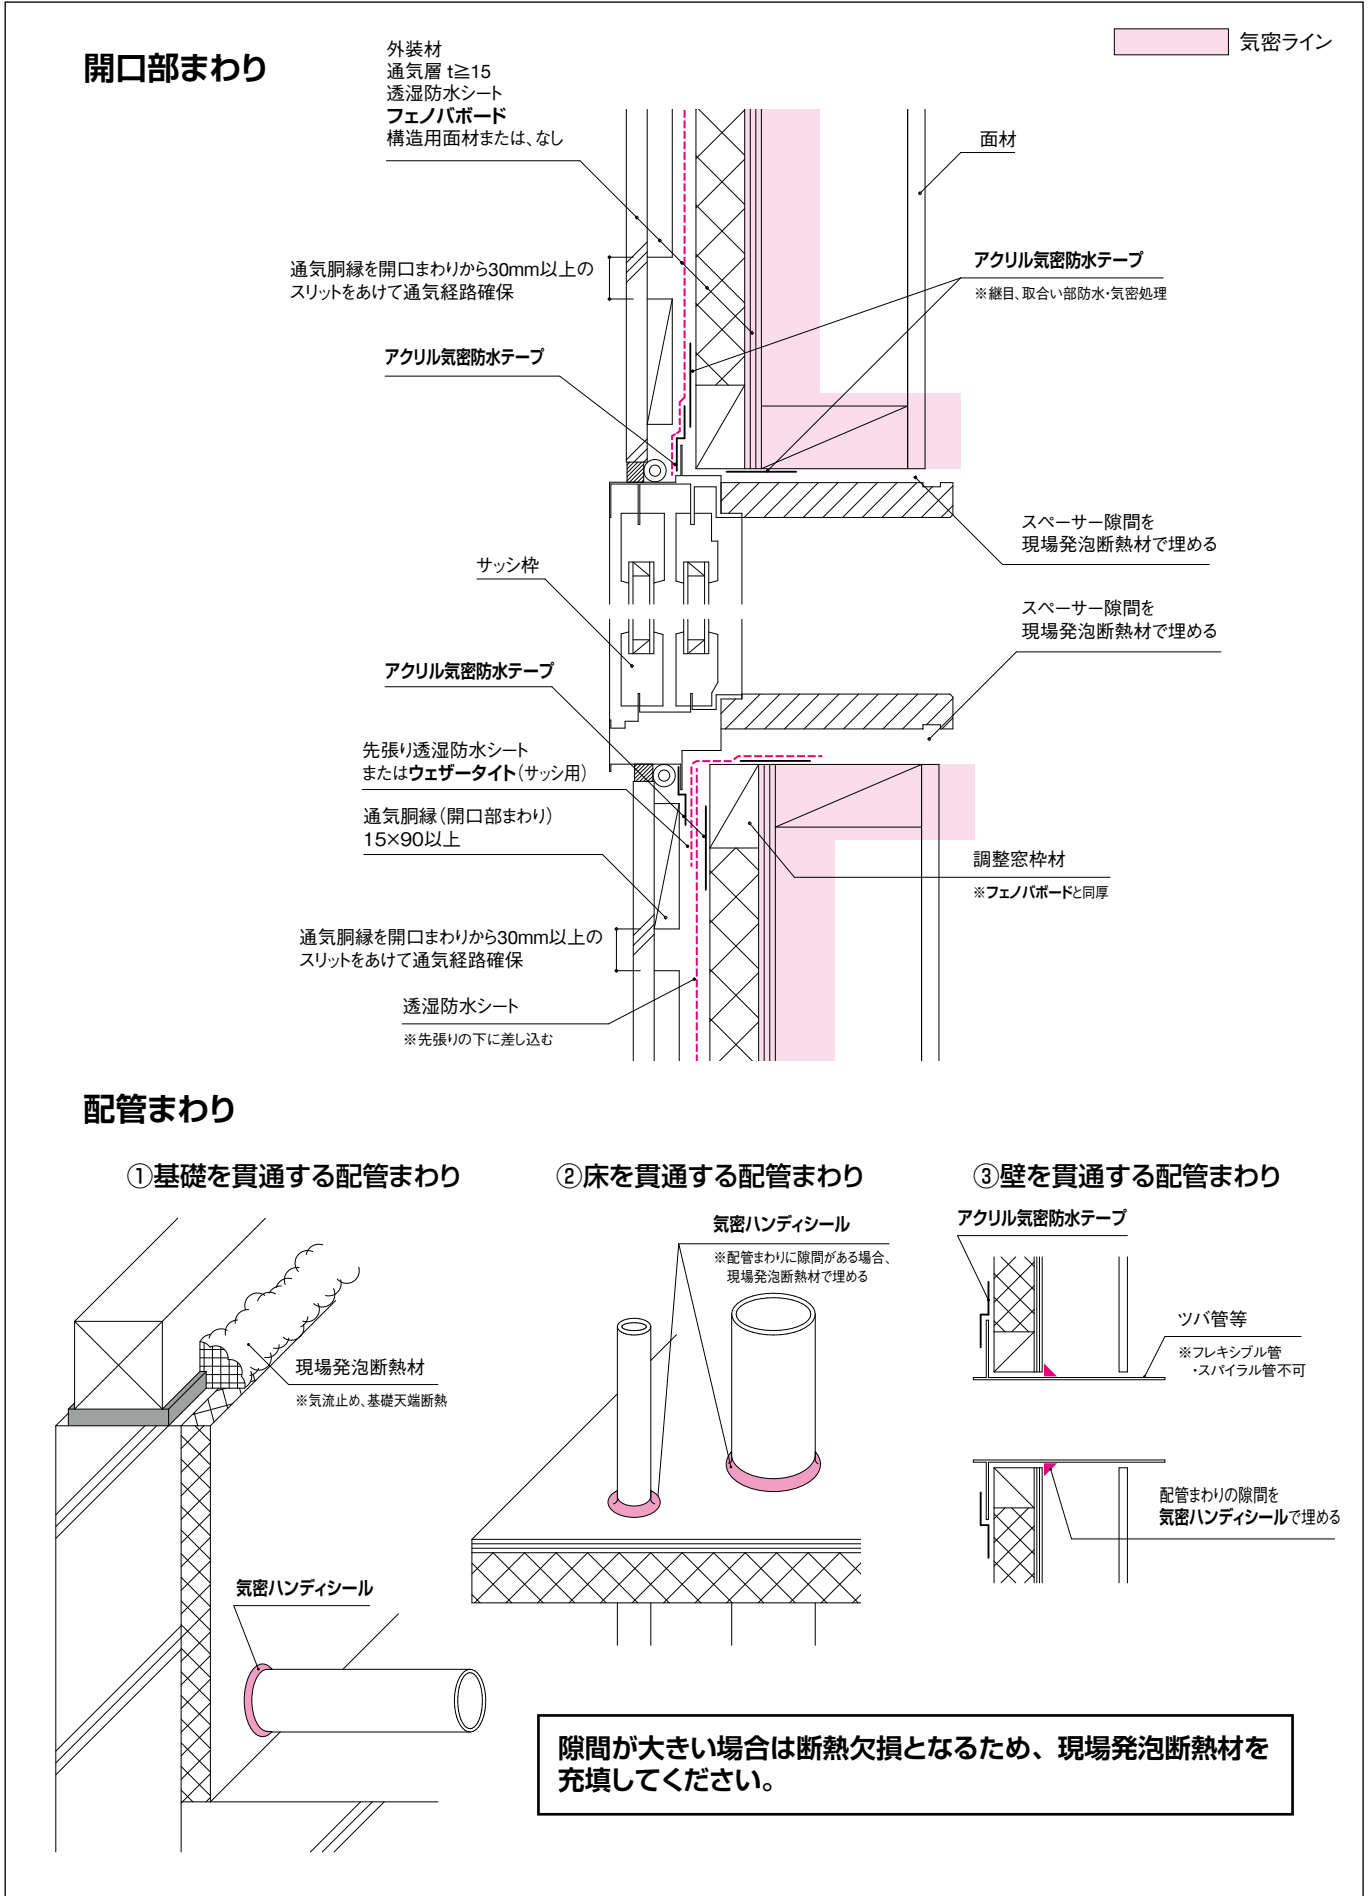 開口部まわり
気密ライン
外装材
通気層 t≧15
透湿防水シート
フェノバボード
構造用面材または、なし
面材
通気胴縁を開口まわりから30mm以上の
スリットをあけて通気経路確保
アクリル気密防水テープ
※継目、取合い部防水・気密処理
アクリル気密防水テープ
スペーサー隙間を
現場発泡断熱材で埋める
サッシ枠
スペーサー隙間を
現場発泡断熱材で埋める
アクリル気密防水テープ
先張り透湿防水シート
またはウェザータイト(サッシ用)
通気胴縁(開口部まわり)
15×90以上
調整窓枠材
※フェノバボードと同厚
通気胴縁を開口まわりから30mm以上の
スリットをあけて通気経路確保
透湿防水シート
※先張りの下に差し込む
配管まわり
①基礎を貫通する配管まわり
現場発泡断熱材
※気流止め、基礎天端断熱
気密ハンディシール
②床を貫通する配管まわり
気密ハンディシール
※配管まわりに隙間がある場合、
現場発泡断熱材で埋める
③壁を貫通する配管まわり
アクリル気密防水テープ
ツバ管等
※フレキシブル管
・スパイラル管不可
配管まわりの隙間を
気密ハンディシールで埋める
隙間が大きい場合は断熱欠損となるため、現場発泡断熱材を
充填してください。